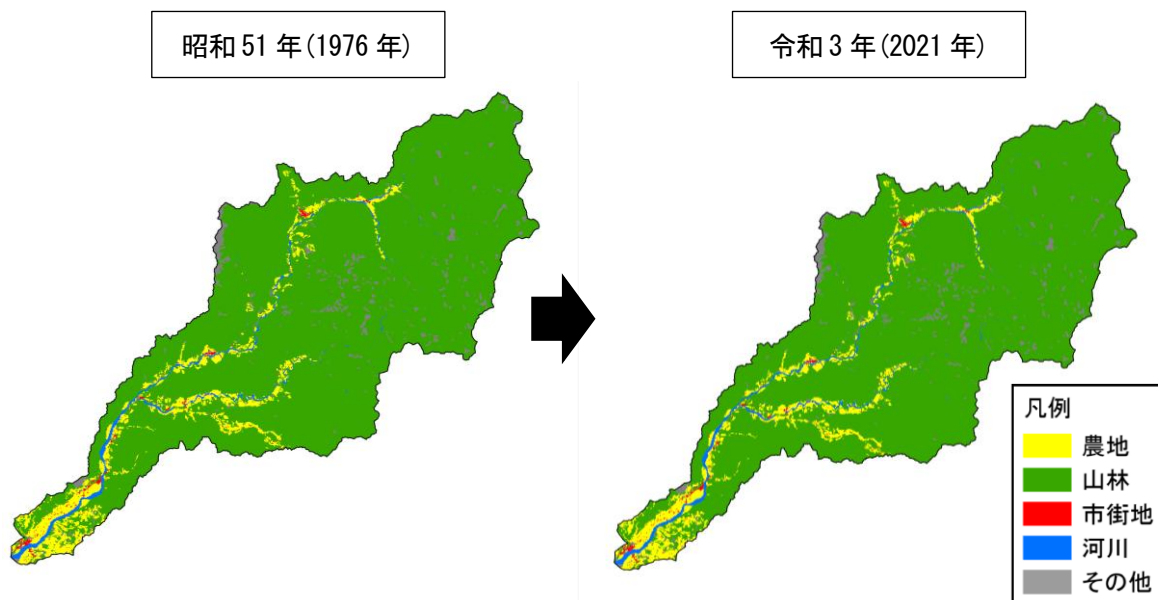 昭和 51 年(1976 年)
令和 3 年(2021 年)
凡例
農地
山林
市街地
河川
その他